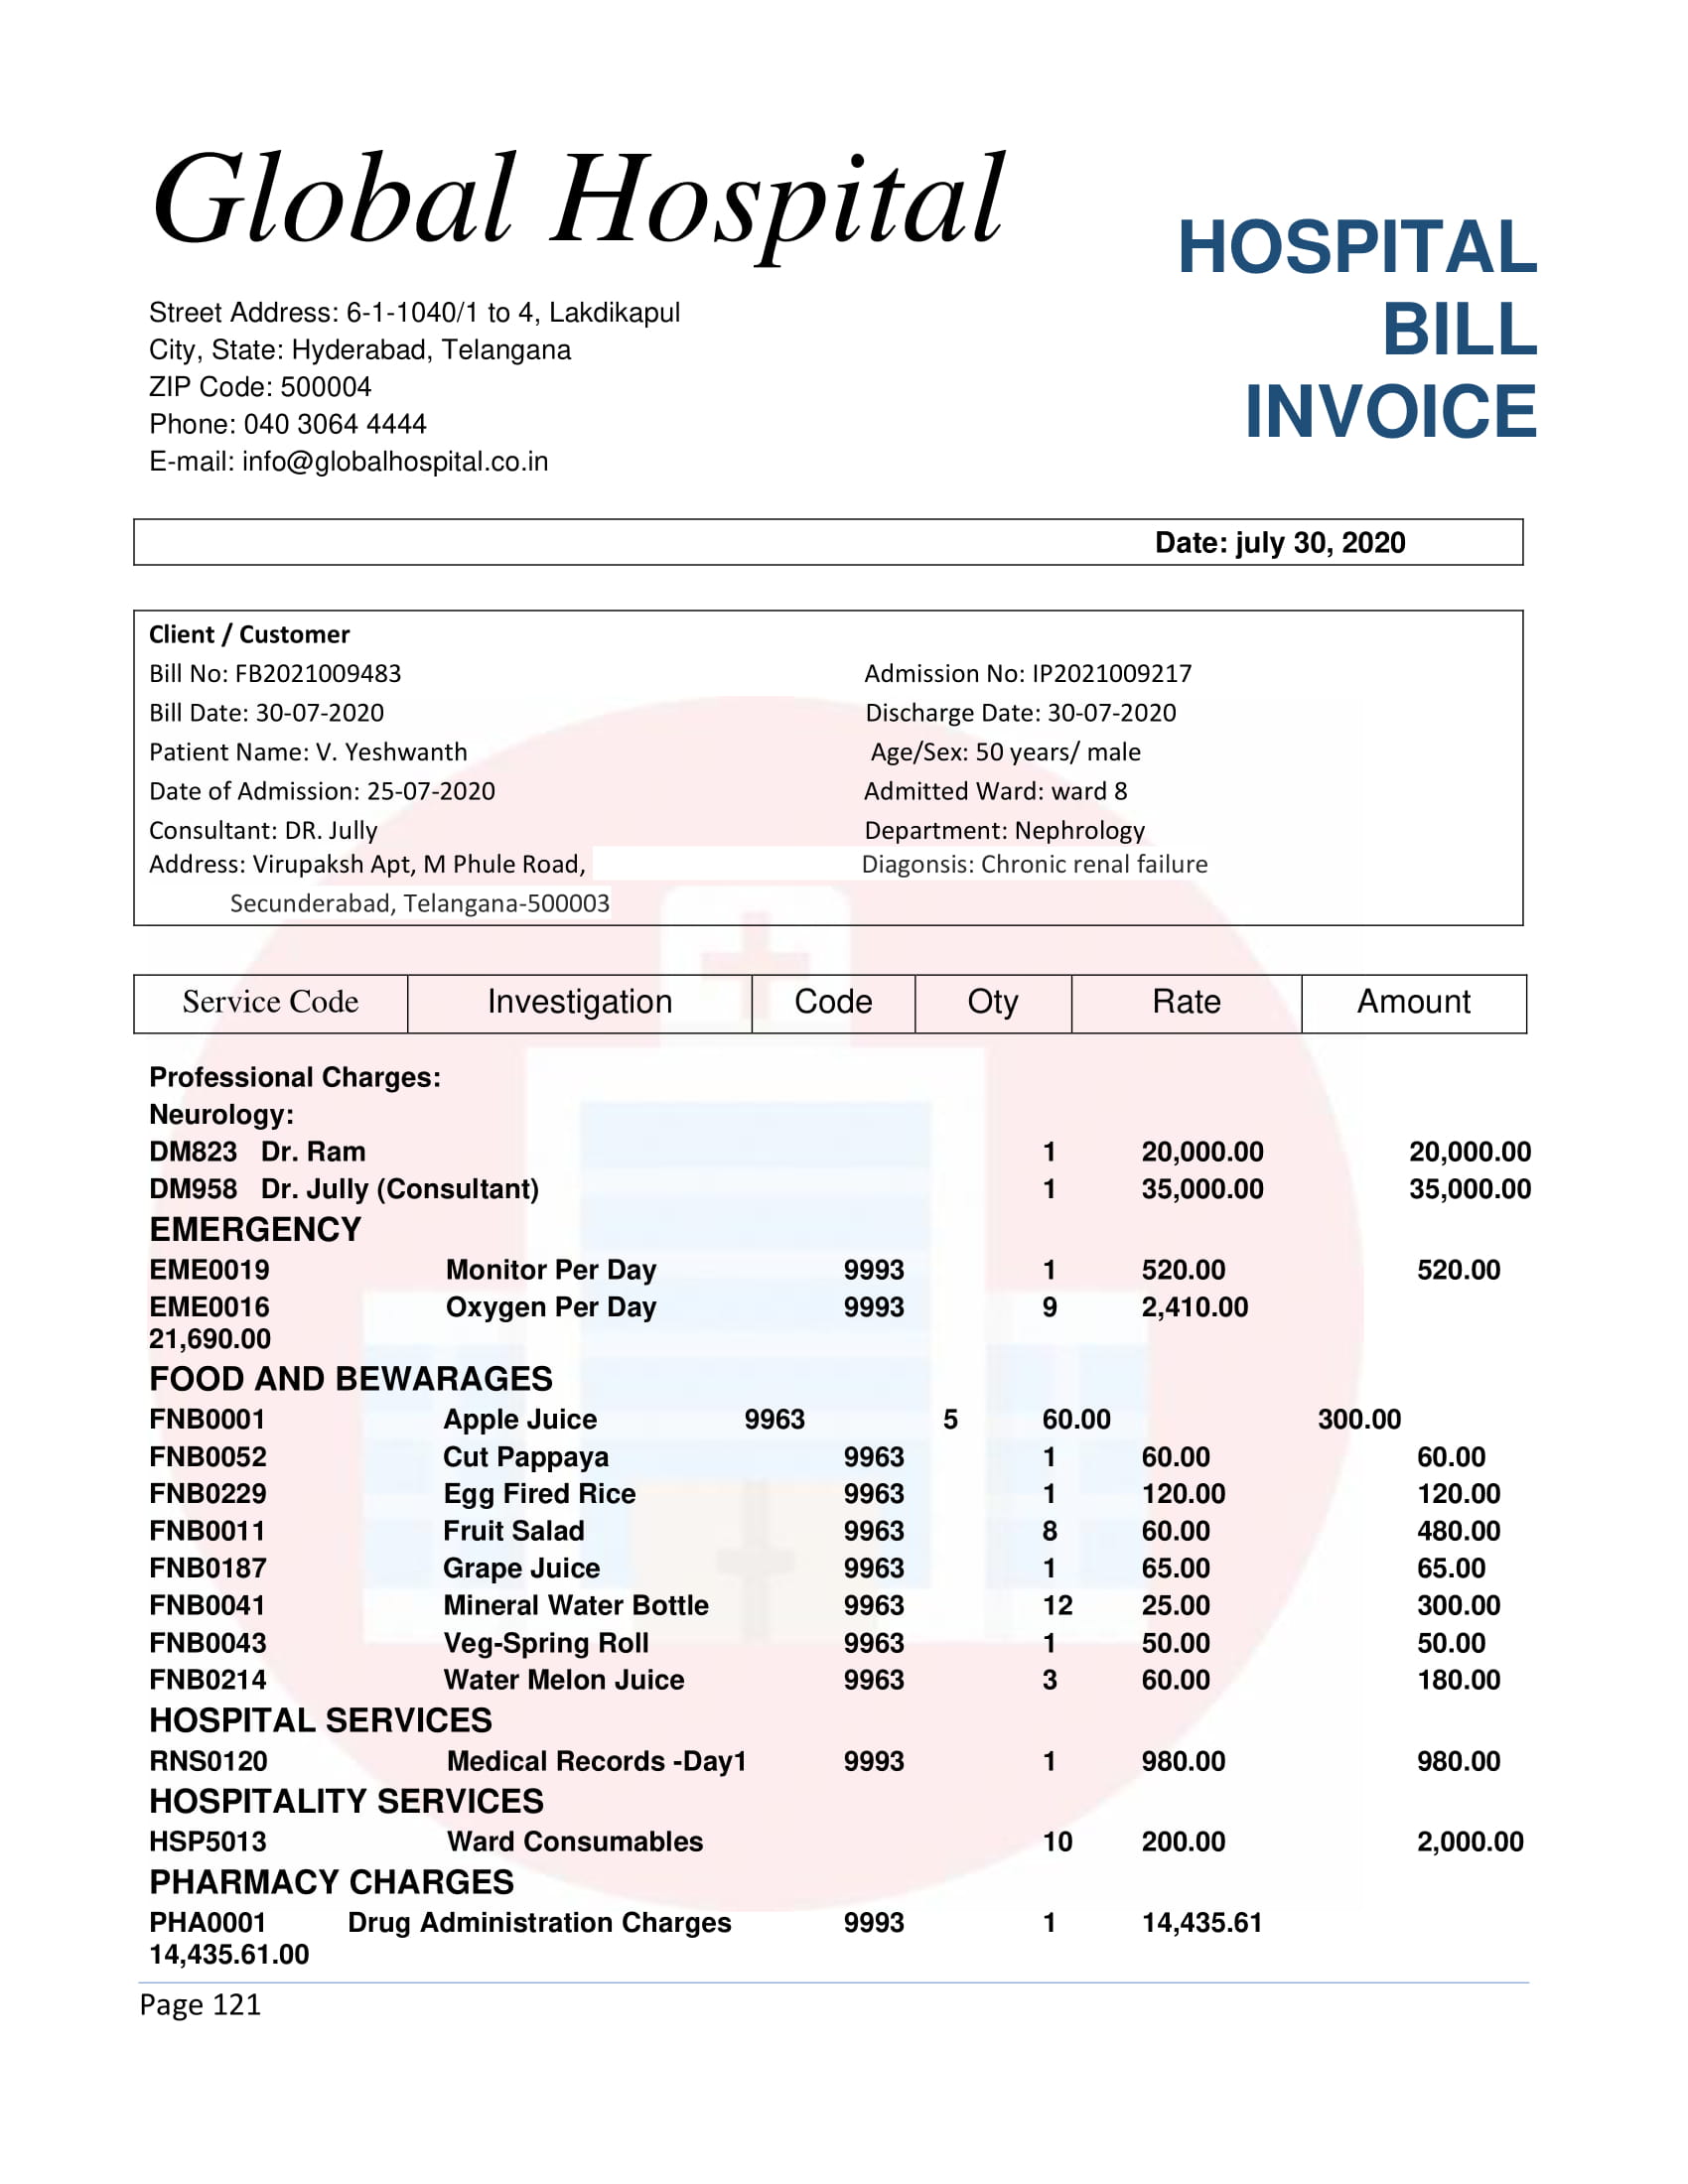 Global Hospital
HOSPITAL
BILL
INVOICE
Street Address: 6-1-1040/1 to 4, Lakdikapul
City, State: Hyderabad, Telangana
ZIP Code: 500004
Phone: 040 3064 4444
E-mail: info@globalhospital.co.in
Date: july 30, 2020
Client / Customer
Bill No: FB2021009483 Admission No: IP2021009217
Bill Date: 30-07-2020 Discharge Date: 30-07-2020
Patient Name: V. Yeshwanth Age/Sex: 50 years/ male
Date of Admission: 25-07-2020 Admitted Ward: ward 8
Consultant: DR. Jully Department: Nephrology
Address: Virupaksh Apt, M Phule Road, Diagonsis: Chronic renal failure
Secunderabad, Telangana-500003
Service Code Investigation Code Oty Rate Amount
Professional Charges:
Neurology:
DM823 Dr. Ram 1 20,000.00 20,000.00
DM958 Dr. Jully (Consultant) 1 35,000.00 35,000.00
EMERGENCY
EME0019 Monitor Per Day 9993 1 520.00 520.00
EME0016 Oxygen Per Day 9993 9 2,410.00
21,690.00
FOOD AND BEWARAGES
FNB0001 Apple Juice 9963 5 60.00 300.00
FNB0052 Cut Pappaya 9963 1 60.00 60.00
FNB0229 Egg Fired Rice 9963 1 120.00 120.00
FNB0011 Fruit Salad 9963 8 60.00 480.00
FNB0187 Grape Juice 9963 1 65.00 65.00
FNB0041 Mineral Water Bottle 9963 12 25.00 300.00
FNB0043 Veg-Spring Roll 9963 1 50.00 50.00
FNB0214 Water Melon Juice 9963 3 60.00 180.00
HOSPITAL SERVICES
RNS0120 Medical Records -Day1 9993 1 980.00 980.00
HOSPITALITY SERVICES
HSP5013 Ward Consumables 10 200.00 2,000.00
PHARMACY CHARGES
PHA0001 Drug Administration Charges 9993 1 14,435.61
14,435.61.00
Page 121